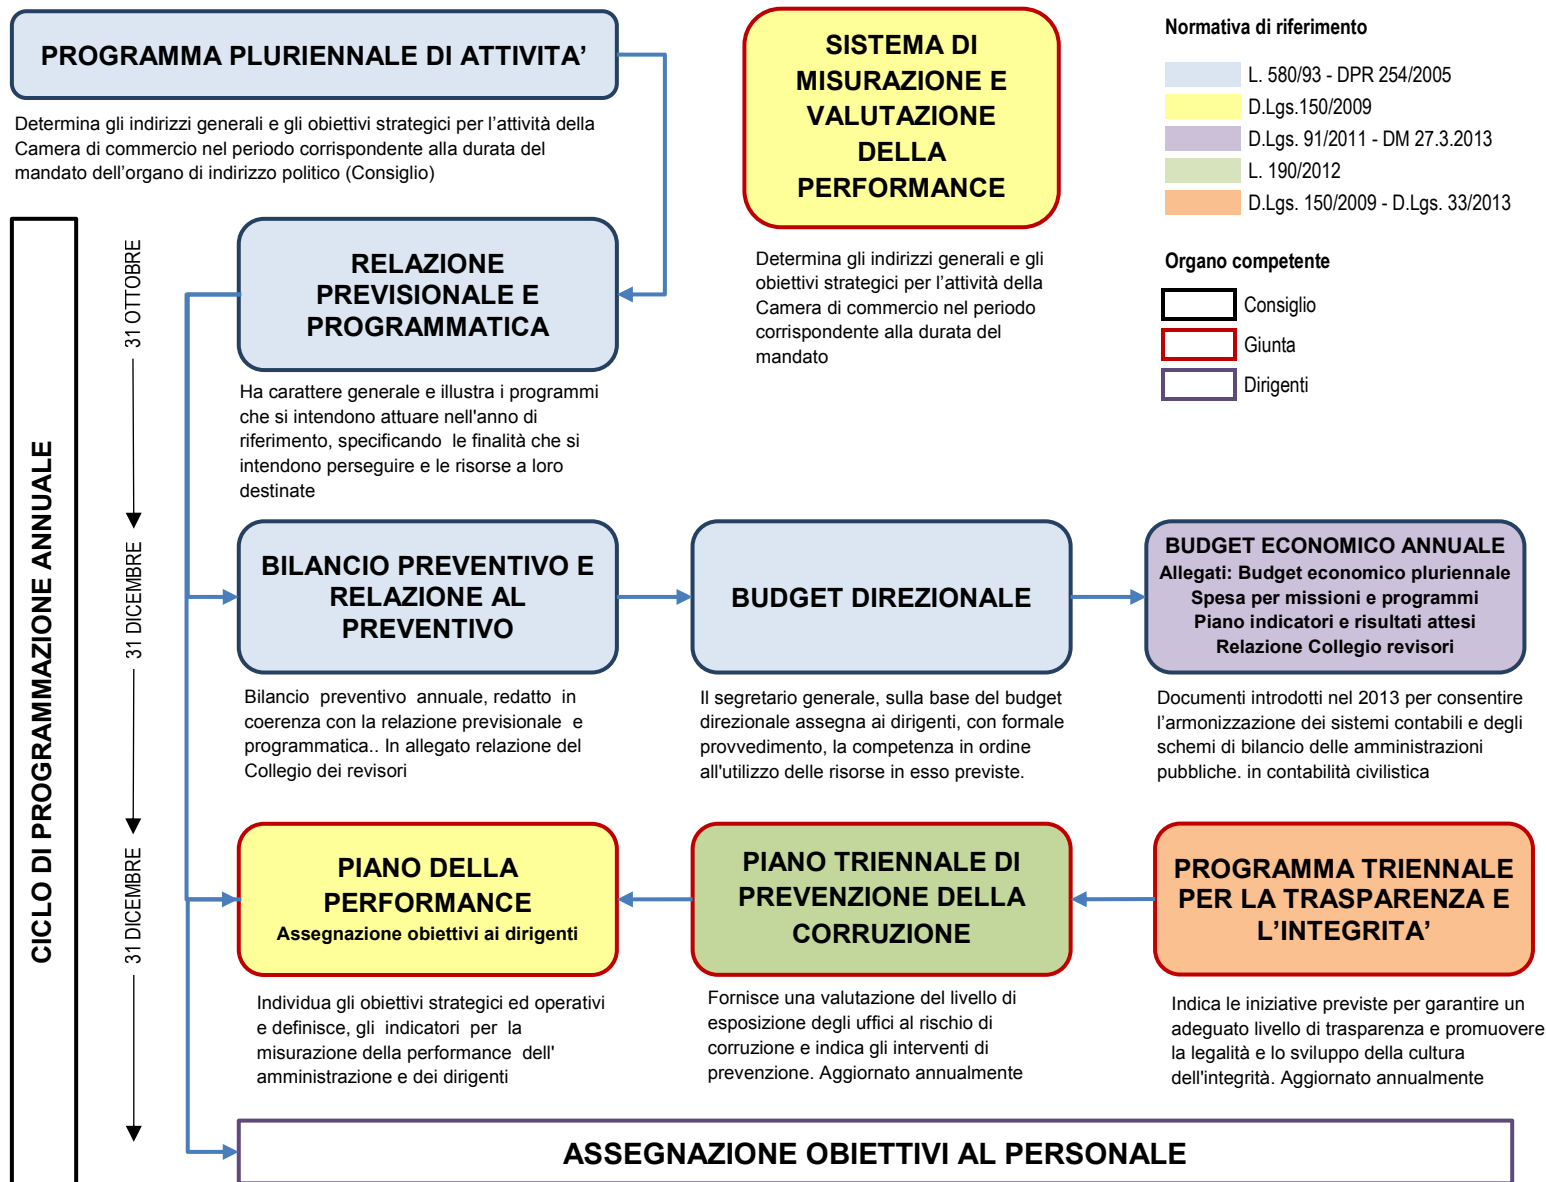 PROGRAMMA PLURIENNALE DI ATTIVITA’
Determina gli indirizzi generali e gli obiettivi strategici per l’attività della
Camera di commercio nel periodo corrispondente alla durata del
mandato dell’organo di indirizzo politico (Consiglio)
SISTEMA DI
MISURAZIONE E
VALUTAZIONE
DELLA
PERFORMANCE
Determina gli indirizzi generali e gli
obiettivi strategici per l’attività della
Camera di commercio nel periodo
corrispondente alla durata del
mandato
Normativa di riferimento
L. 580/93 - DPR 254/2005
D.Lgs.150/2009
D.Lgs. 91/2011 - DM 27.3.2013
L. 190/2012
D.Lgs. 150/2009 - D.Lgs. 33/2013
Organo competente
Consiglio
Giunta
Dirigenti
CICLO DI PROGRAMMAZIONE ANNUALE
31 OTTOBRE
RELAZIONE
PREVISIONALE E
PROGRAMMATICA
Ha carattere generale e illustra i programmi
che si intendono attuare nell'anno di
riferimento, specificando  le finalità che si
intendono perseguire e le risorse a loro
destinate
31 DICEMBRE
BILANCIO PREVENTIVO E
RELAZIONE AL
PREVENTIVO
Bilancio  preventivo annuale, redatto  in
coerenza con la relazione previsionale  e
programmatica.. In allegato relazione del
Collegio dei revisori
BUDGET DIREZIONALE
Il segretario generale, sulla base del budget
direzionale assegna ai dirigenti, con formale
provvedimento, la competenza in ordine
all'utilizzo delle risorse in esso previste.
BUDGET ECONOMICO ANNUALE
Allegati: Budget economico pluriennale
Spesa per missioni e programmi
Piano indicatori e risultati attesi
Relazione Collegio revisori
Documenti introdotti nel 2013 per consentire
l’armonizzazione dei sistemi contabili e degli
schemi di bilancio delle amministrazioni
pubbliche. in contabilità civilistica
31 DICEMBRE
PIANO DELLA
PERFORMANCE
Assegnazione obiettivi ai dirigenti
Individua gli obiettivi strategici ed operativi
e definisce, gli  indicatori  per  la
misurazione della performance  dell'
amministrazione e dei dirigenti
PIANO TRIENNALE DI
PREVENZIONE DELLA
CORRUZIONE
Fornisce una valutazione del livello di
esposizione degli uffici al rischio di
corruzione e indica gli interventi di
prevenzione. Aggiornato annualmente
PROGRAMMA TRIENNALE
PER LA TRASPARENZA E
L’INTEGRITA’
Indica le iniziative previste per garantire un
adeguato livello di trasparenza e promuovere
la legalità e lo sviluppo della cultura
dell'integrità. Aggiornato annualmente
ASSEGNAZIONE OBIETTIVI AL PERSONALE